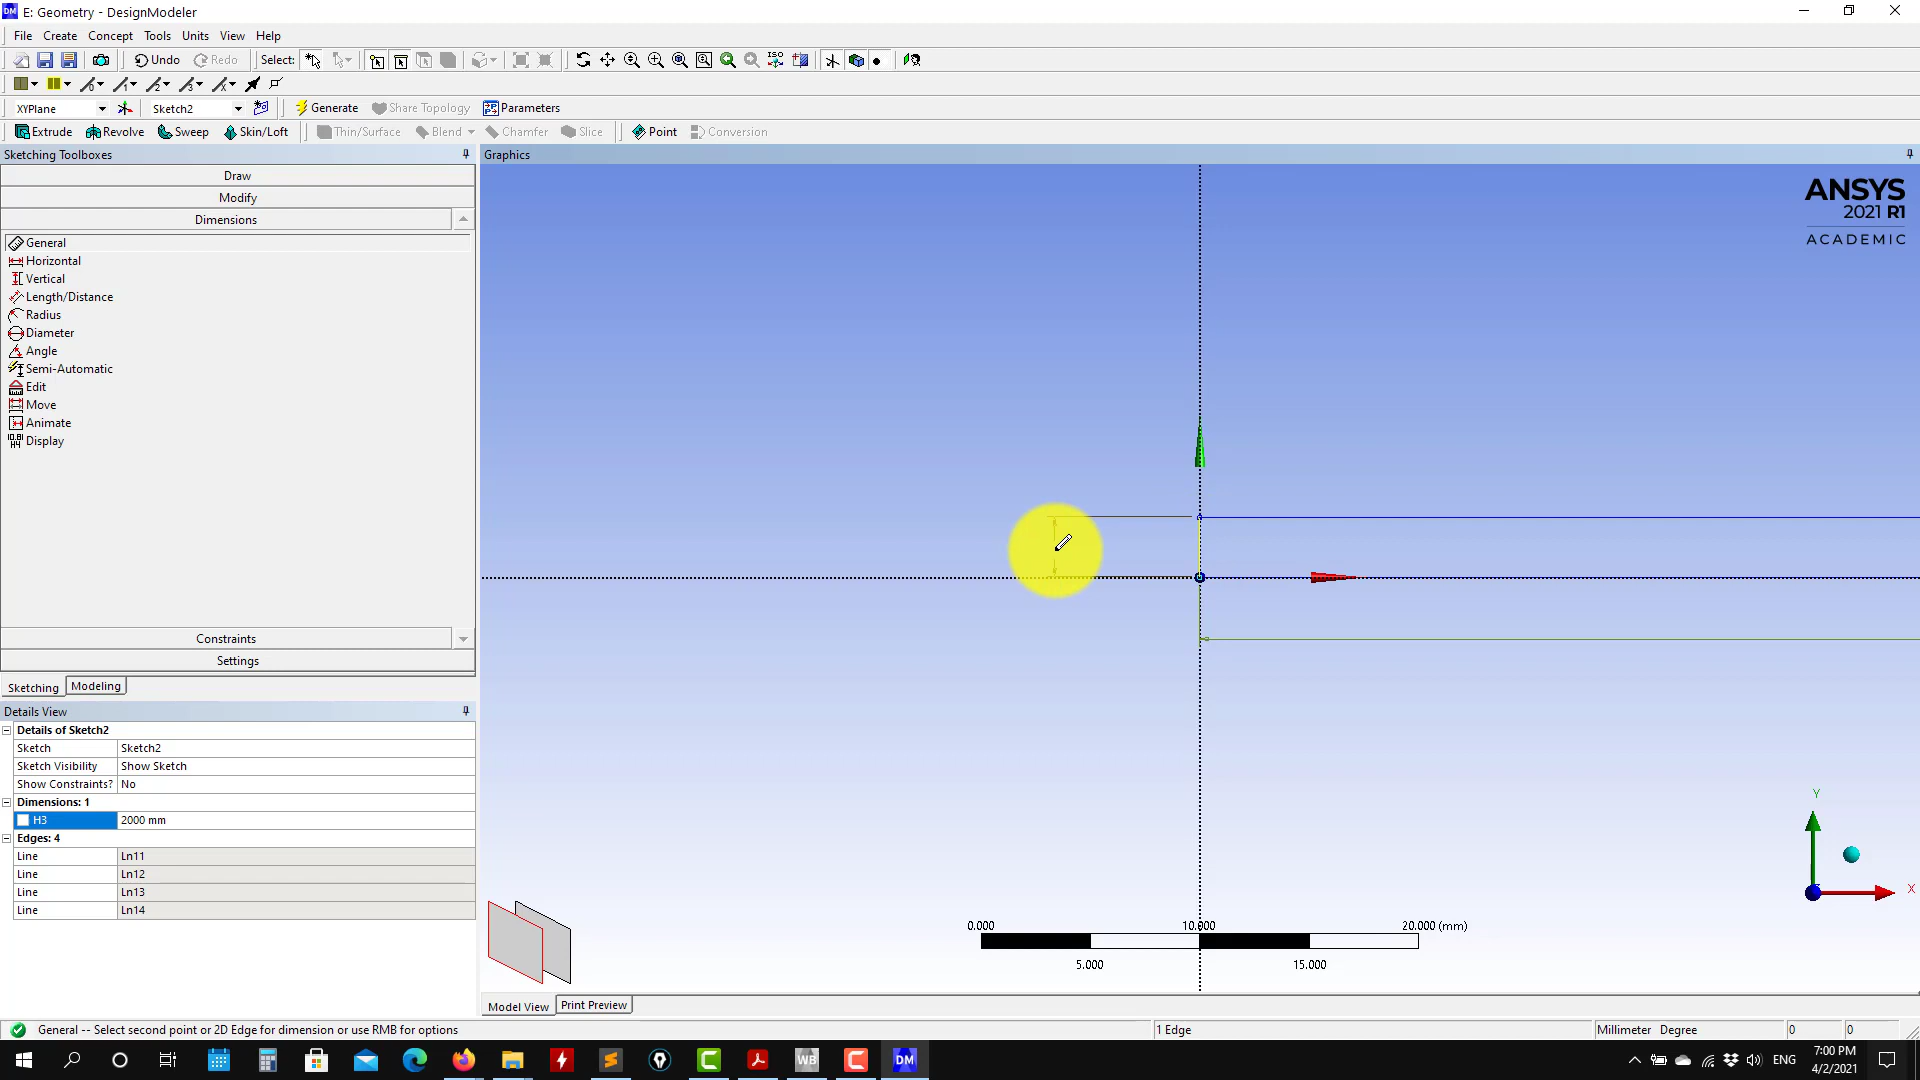 E: Geometry - DesignModeler
File Create Concept Tools Units View Help
Undo Redo Select:
XYPlane Sketch2 Generate Share Topology Parameters
Extrude Revolve Sweep Skin/Loft Thin/Surface Blend Chamfer Slice Point Conversion
Sketching Toolboxes
Draw
Modify
Dimensions
General
Horizontal
Vertical
Length/Distance
Radius
Diameter
Angle
Semi-Automatic
Edit
Move
Animate
Display
Constraints
Settings
Sketching Modeling
Details View
Details of Sketch2
Sketch Sketch2
Sketch Visibility Show Sketch
Show Constraints? No
Dimensions: 1
H3 2000 mm
Edges: 4
Line Ln11
Line Ln12
Line Ln13
Line Ln14
Graphics
ANSYS
2021 R1
ACADEMIC
Y
X
0.000 10.000 20.000 (mm)
5.000 15.000
Model View Print Preview
General -- Select second point or 2D Edge for dimension or use RMB for options 1 Edge Millimeter Degree 0 0
WB DM ENG
7:00 PM
4/2/2021